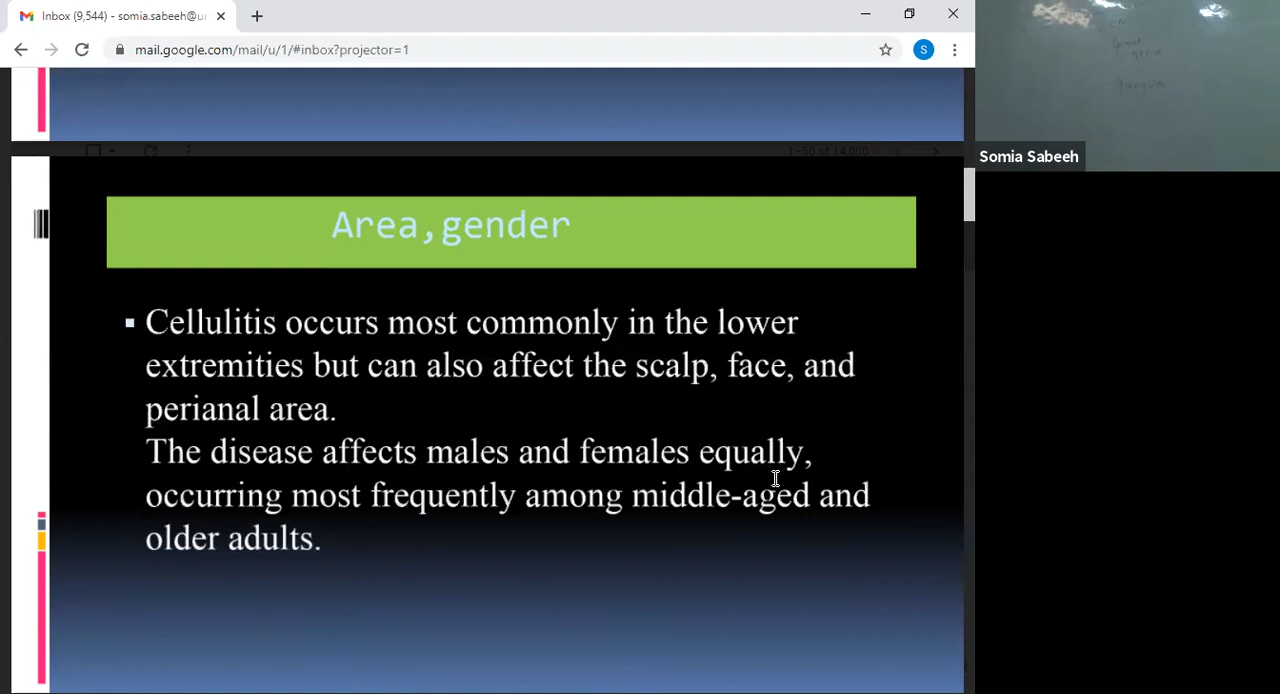 Inbox (9,544) - somia.sabeeh@u
mail.google.com/mail/u/1/#inbox?projector=1
S
Somia Sabeeh
Area,gender
Cellulitis occurs most commonly in the lower
extremities but can also affect the scalp, face, and
perianal area.
The disease affects males and females equally,
occurring most frequently among middle-aged and
older adults.